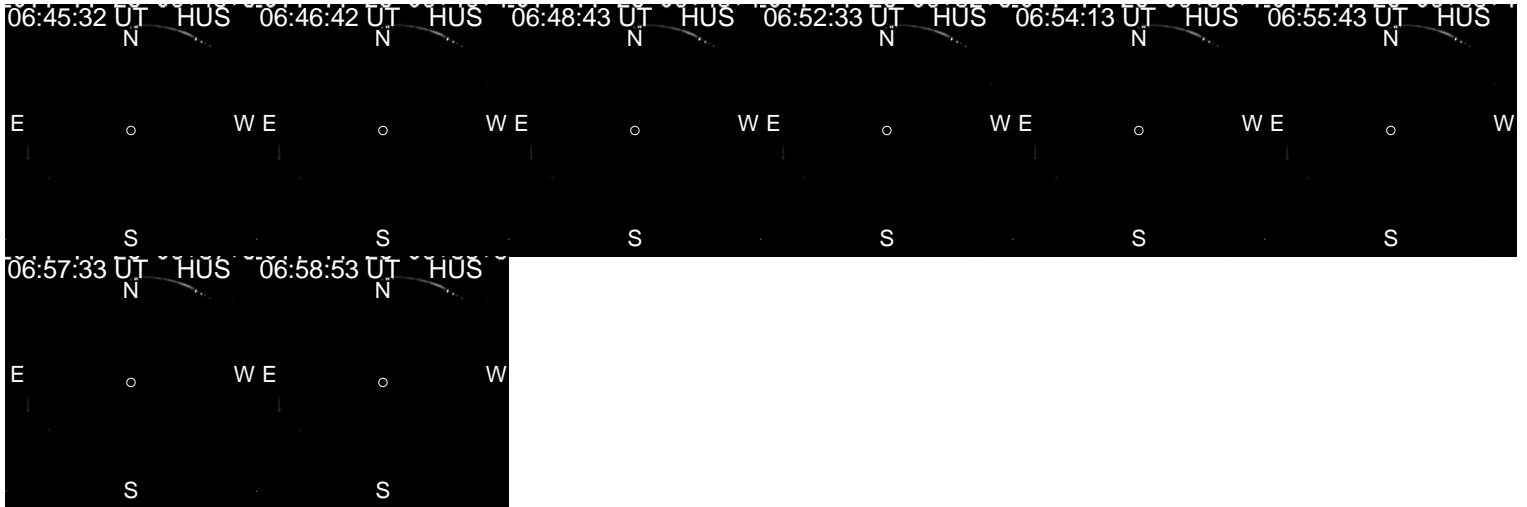 06:45:32 UT HUS 06:46:42 UT HUS 06:48:43 UT HUS 06:52:33 UT HUS 06:54:13 UT HUS 06:55:43 UT HUS
N N N N N N
E W E W E W E W E W E W
S S S S S S
06:57:33 UT HUS 06:58:53 UT HUS
N N
E W E W
S S